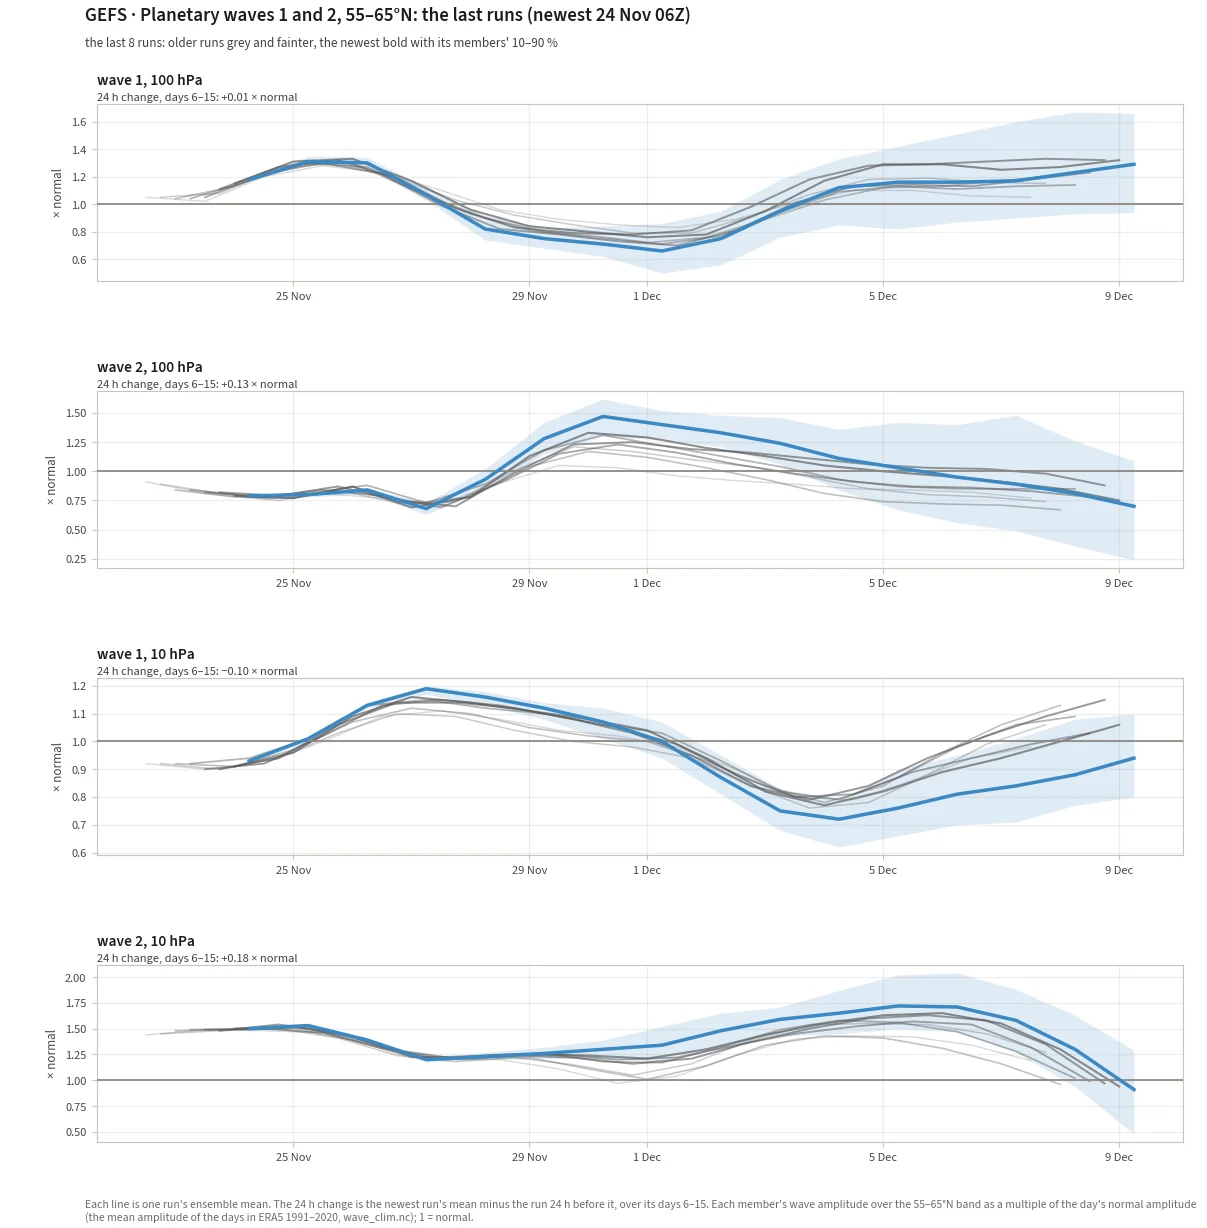 GEFS · Planetary waves 1 and 2, 55–65°N: the last runs (newest 24 Nov 06Z)
the last 8 runs: older runs grey and fainter, the newest bold with its members' 10–90 %
wave 1, 100 hPa
24 h change, days 6–15: +0.01 × normal
1.6
1.4
1.2
1.0
0.8
0.6
× normal
25 Nov
29 Nov
1 Dec
5 Dec
9 Dec
wave 2, 100 hPa
24 h change, days 6–15: +0.13 × normal
1.50
1.25
1.00
0.75
0.50
0.25
× normal
25 Nov
29 Nov
1 Dec
5 Dec
9 Dec
wave 1, 10 hPa
24 h change, days 6–15: −0.10 × normal
1.2
1.1
1.0
0.9
0.8
0.7
0.6
× normal
25 Nov
29 Nov
1 Dec
5 Dec
9 Dec
wave 2, 10 hPa
24 h change, days 6–15: +0.18 × normal
2.00
1.75
1.50
1.25
1.00
0.75
0.50
× normal
25 Nov
29 Nov
1 Dec
5 Dec
9 Dec
Each line is one run's ensemble mean. The 24 h change is the newest run's mean minus the run 24 h before it, over its days 6–15. Each member's wave amplitude over the 55–65°N band as a multiple of the day's normal amplitude
(the mean amplitude of the days in ERA5 1991–2020, wave_clim.nc); 1 = normal.